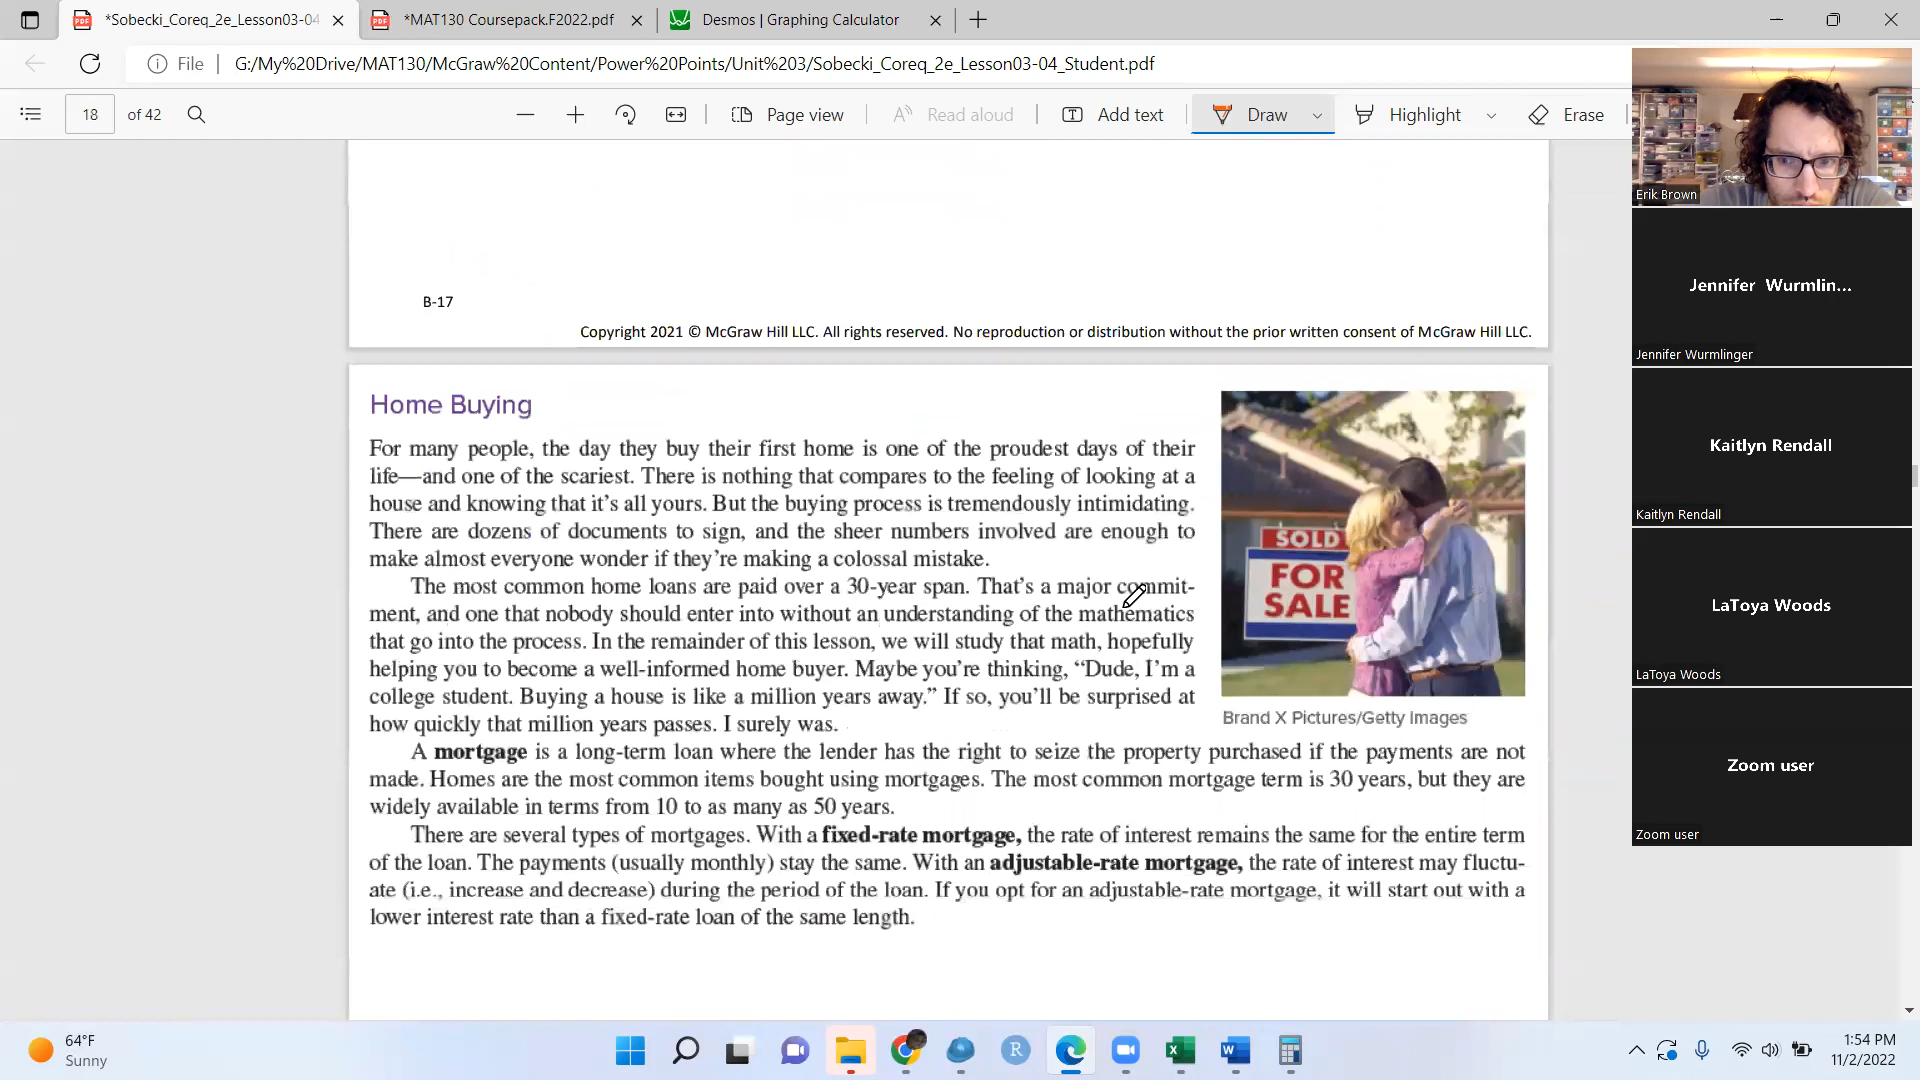 *Sobecki_Coreq_2e_Lesson03-04
*MAT130 Coursepack.F2022.pdf
Desmos | Graphing Calculator
File
G:/My%20Drive/MAT130/McGraw%20Content/Power%20Points/Unit%203/Sobecki_Coreq_2e_Lesson03-04_Student.pdf
18 of 42
Page view
Read aloud
Add text
Draw
Highlight
Erase
B-17
Copyright 2021 © McGraw Hill LLC. All rights reserved. No reproduction or distribution without the prior written consent of McGraw Hill LLC.
Home Buying
For many people, the day they buy their first home is one of the proudest days of their
life—and one of the scariest. There is nothing that compares to the feeling of looking at a
house and knowing that it's all yours. But the buying process is tremendously intimidating.
There are dozens of documents to sign, and the sheer numbers involved are enough to
make almost everyone wonder if they're making a colossal mistake.
The most common home loans are paid over a 30-year span. That's a major commit-
ment, and one that nobody should enter into without an understanding of the mathematics
that go into the process. In the remainder of this lesson, we will study that math, hopefully
helping you to become a well-informed home buyer. Maybe you're thinking, "Dude, I'm a
college student. Buying a house is like a million years away." If so, you'll be surprised at
how quickly that million years passes. I surely was.
SOLD
FOR
SALE
Brand X Pictures/Getty Images
A mortgage is a long-term loan where the lender has the right to seize the property purchased if the payments are not
made. Homes are the most common items bought using mortgages. The most common mortgage term is 30 years, but they are
widely available in terms from 10 to as many as 50 years.
There are several types of mortgages. With a fixed-rate mortgage, the rate of interest remains the same for the entire term
of the loan. The payments (usually monthly) stay the same. With an adjustable-rate mortgage, the rate of interest may fluctu-
ate (i.e., increase and decrease) during the period of the loan. If you opt for an adjustable-rate mortgage, it will start out with a
lower interest rate than a fixed-rate loan of the same length.
Erik Brown
Jennifer Wurmlin...
Jennifer Wurmlinger
Kaitlyn Rendall
Kaitlyn Rendall
LaToya Woods
LaToya Woods
Zoom user
Zoom user
64°F
Sunny
1:54 PM
11/2/2022